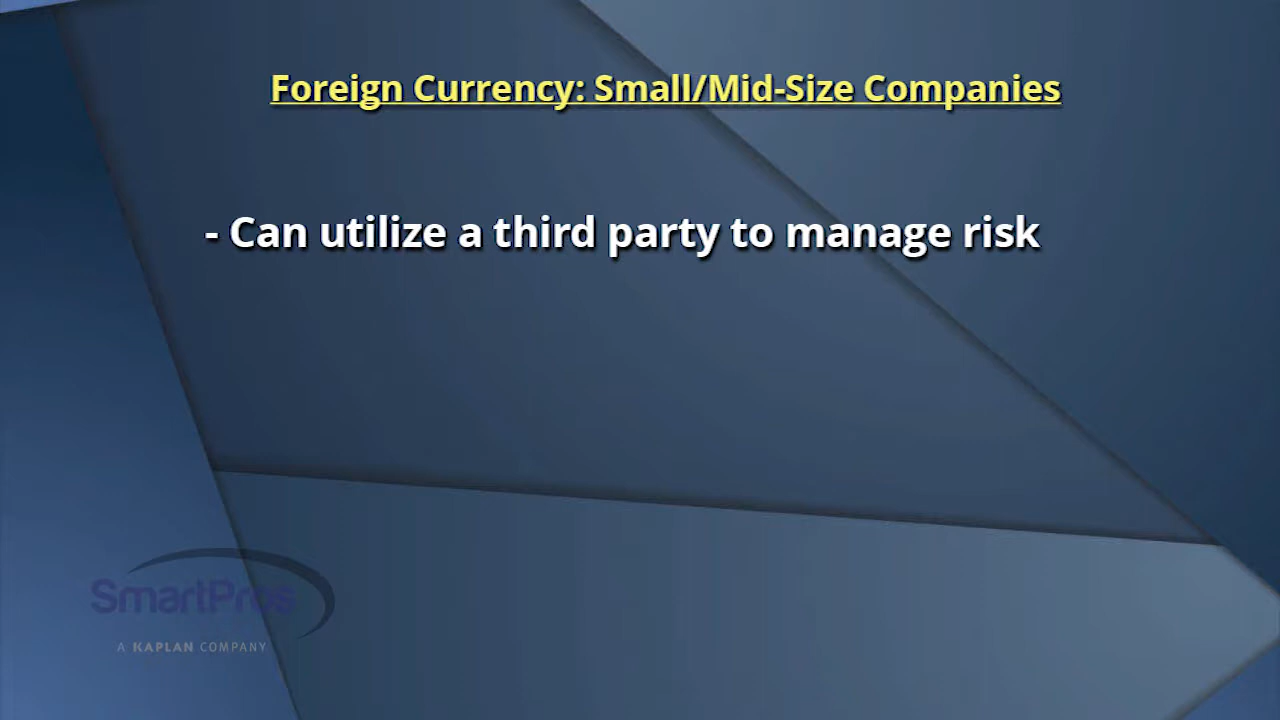 Foreign Currency: Small/Mid-Size Companies
- Can utilize a third party to manage risk
SmartPros
A KAPLAN COMPANY